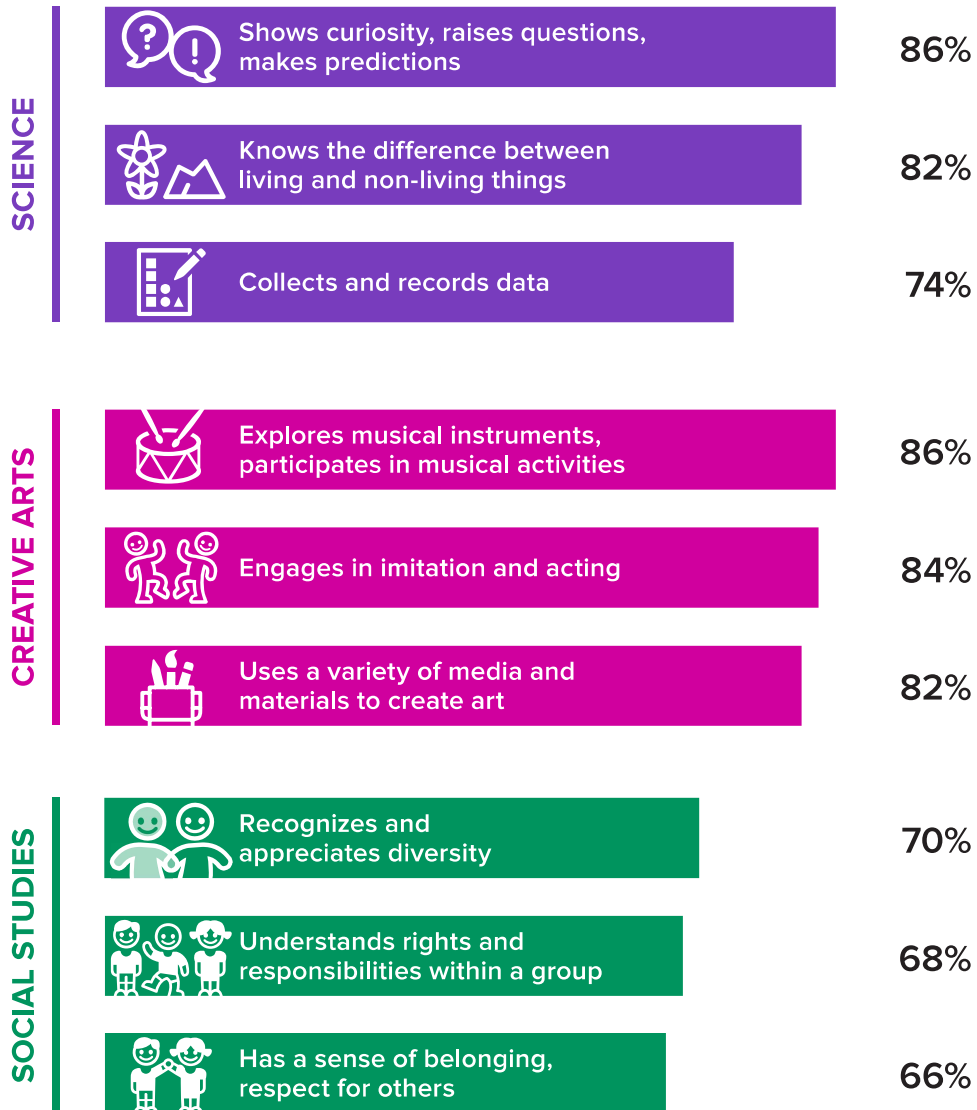 SCIENCE
Shows curiosity, raises questions,
makes predictions
86%
Knows the difference between
living and non-living things
82%
Collects and records data
74%
CREATIVE ARTS
Explores musical instruments,
participates in musical activities
86%
Engages in imitation and acting
84%
Uses a variety of media and
materials to create art
82%
SOCIAL STUDIES
Recognizes and
appreciates diversity
70%
Understands rights and
responsibilities within a group
68%
Has a sense of belonging,
respect for others
66%